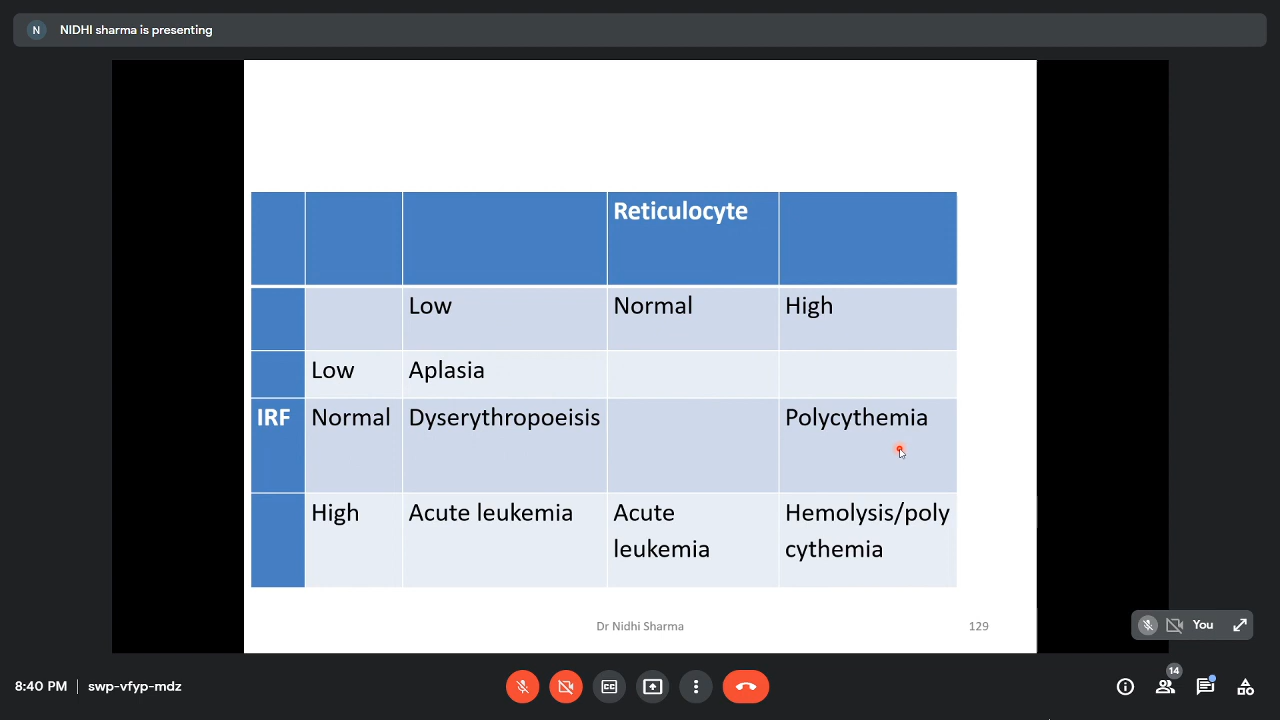 N NIDHI sharma is presenting
Reticulocyte
Low Normal High
Low Aplasia
IRF Normal Dyserythropoeisis Polycythemia
High Acute leukemia Acute Hemolysis/poly
leukemia cythemia
Dr Nidhi Sharma 129
You
8:40 PM swp-vfyp-mdz
CC
14